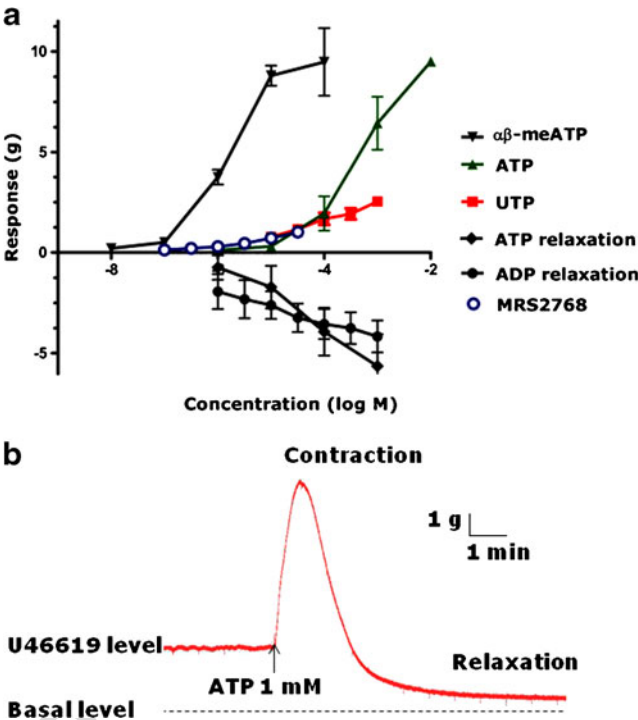 a
10
5
0
-5
-8
-4
-2
Response (g)
Concentration (log M)
αβ-meATP
ATP
UTP
ATP relaxation
ADP relaxation
MRS2768
b
Contraction
1 g
1 min
U46619 level
ATP 1 mM
Relaxation
Basal level